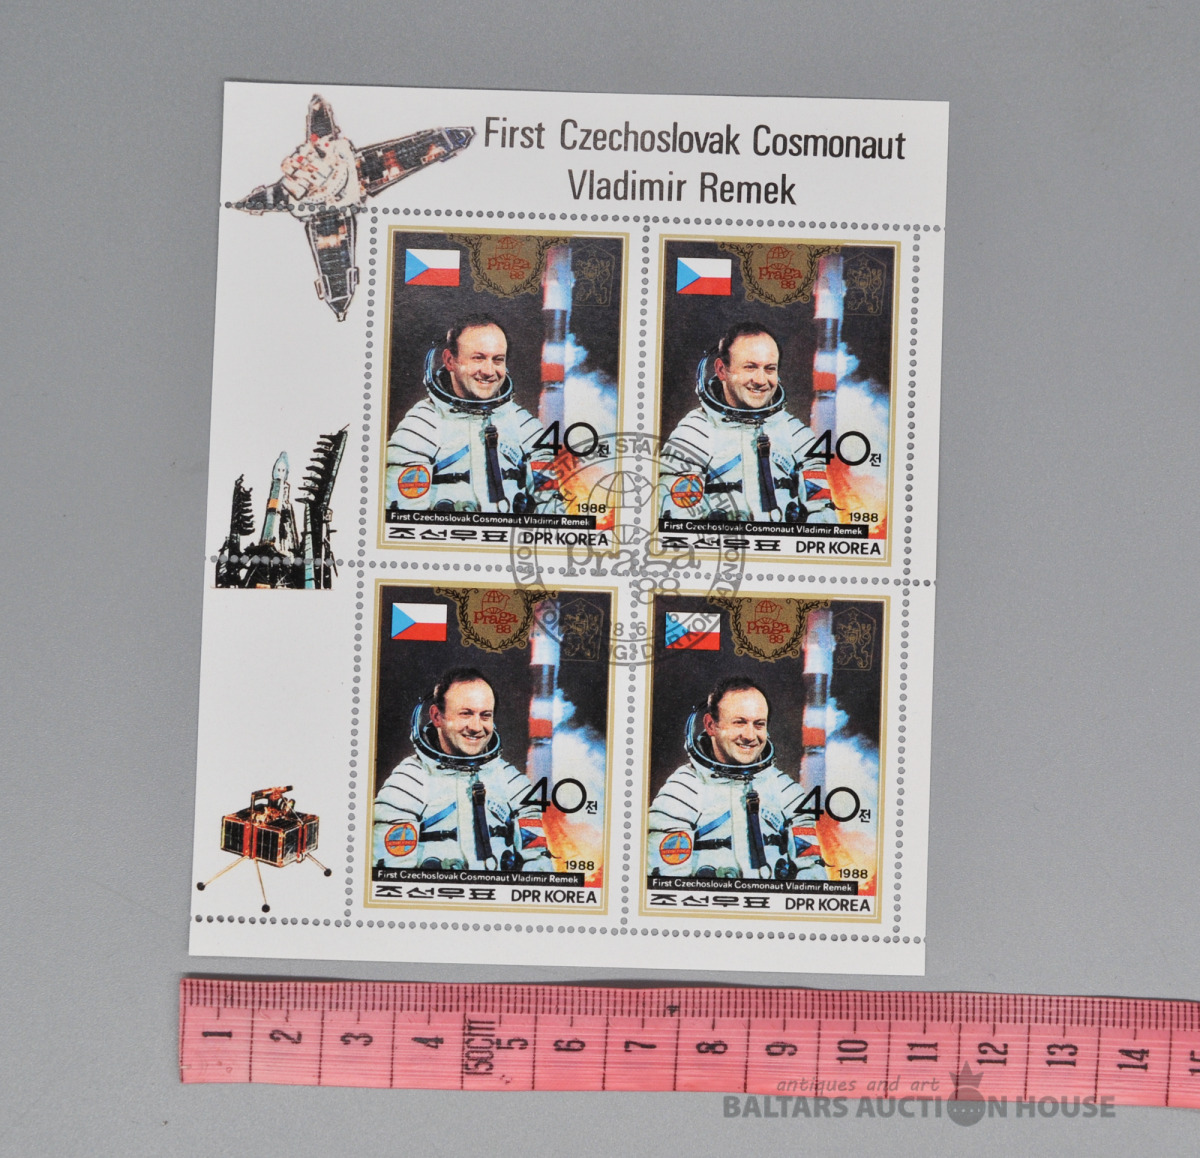 First Czechoslovak Cosmonaut
Vladimir Remek
praga
88
40전
1988
First Czechoslovak Cosmonaut Vladimir Remek
조선우표 DPR KOREA
praga
88
40전
1988
First Czechoslovak Cosmonaut Vladimir Remek
조선우표 DPR KOREA
praga
88
praga
88
40전
1988
First Czechoslovak Cosmonaut Vladimir Remek
조선우표 DPR KOREA
praga
88
40전
1988
First Czechoslovak Cosmonaut Vladimir Remek
조선우표 DPR KOREA
1 2 3 4 150CM 5 6 7 8 9 10 11 12 13 14 15
antiques and art
BALTARS AUCTION HOUSE